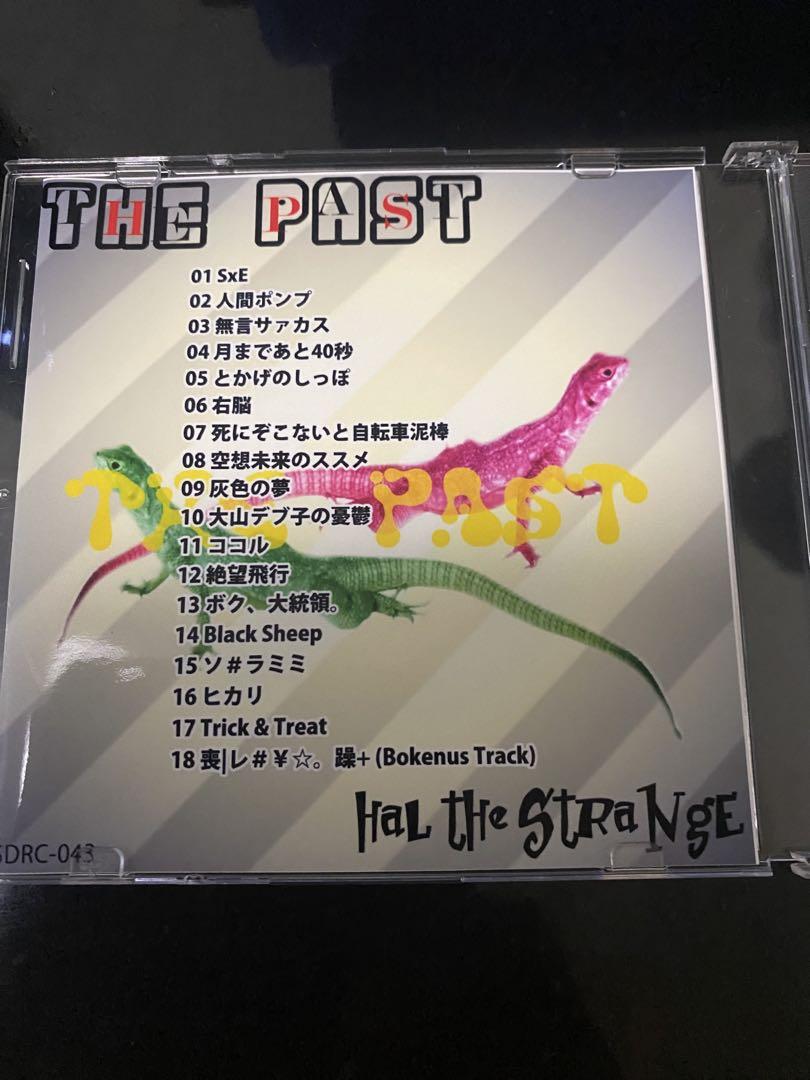 THE PAST
01 SxE
02 人間ポンプ
03 無言サァカス
04 月まであと40秒
05 とかげのしっぽ
06 右脳
07 死にぞこないと自転車泥棒
08 空想未来のススメ
THE PAST
09 灰色の夢
10 大山デブ子の憂鬱
11 ココル
12 絶望飛行
13 ボク、大統領。
14 Black Sheep
15 ソ＃ラミミ
16 ヒカリ
17 Trick & Treat
18 喪|レ＃￥☆。躁+ (Bokenus Track)
HaL tHe StRaNgE
SDRC-043